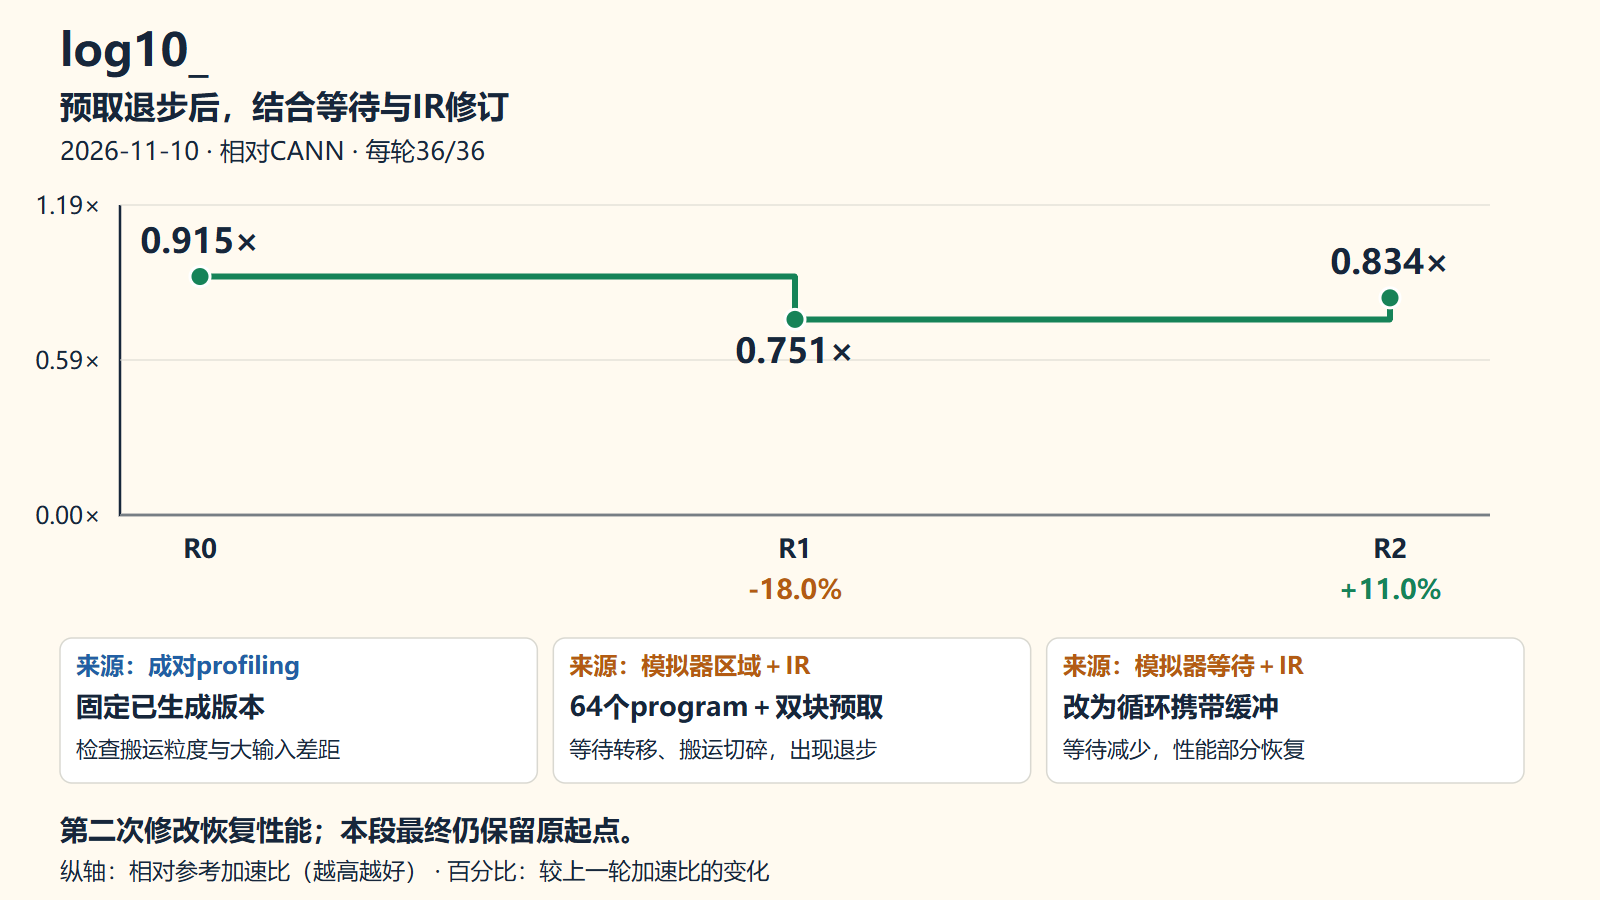 log10_
预取退步后，结合等待与IR修订
2026-11-10 · 相对CANN · 每轮36/36
1.19×
0.915×
0.834×
0.751×
0.59×
0.00×
R0
R1
R2
-18.0%
+11.0%
来源：成对profiling
固定已生成版本
检查搬运粒度与大输入差距
来源：模拟器区域+IR
64个program+双块预取
等待转移、搬运切碎，出现退步
来源：模拟器等待+IR
改为循环携带缓冲
等待减少，性能部分恢复
第二次修改恢复性能；本段最终仍保留原起点。
纵轴：相对参考加速比（越高越好） · 百分比：较上一轮加速比的变化